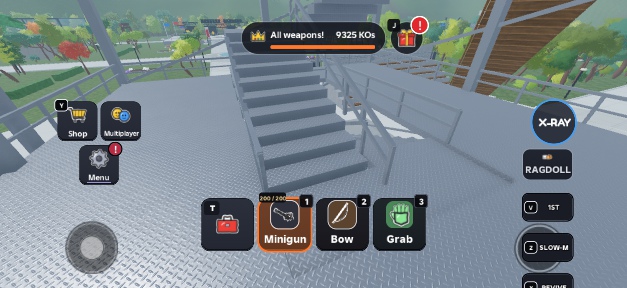 All weapons! 9325 KOs
J
!
Y
Shop
Multiplayer
!
Menu
X-RAY
RAGDOLL
V 1ST
Z SLOW-M
REVIVE
T
200 / 200
1
Minigun
2
Bow
3
Grab